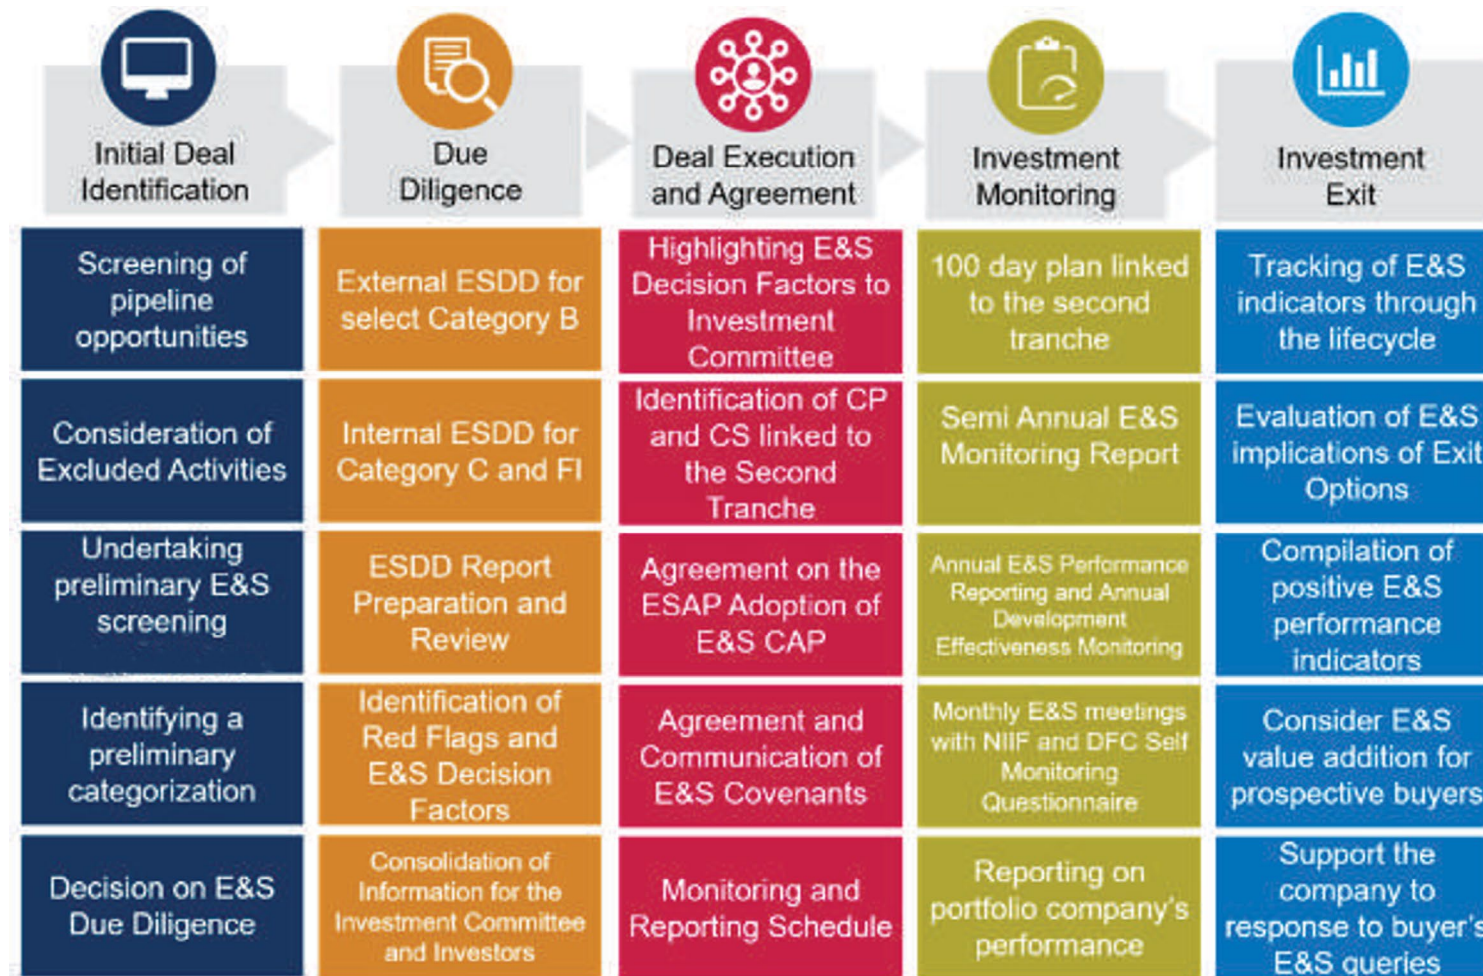 Initial Deal
Identification
Due
Diligence
Deal Execution
and Agreement
Investment
Monitoring
Investment
Exit
Screening of
pipeline
opportunities
External ESDD for
select Category B
Highlighting E&S
Decision Factors to
Investment
Committee
100 day plan linked
to the second
tranche
Tracking of E&S
indicators through
the lifecycle
Consideration of
Excluded Activities
Internal ESDD for
Category C and FI
Identification of CP
and CS linked to
the Second
Tranche
Semi Annual E&S
Monitoring Report
Evaluation of E&S
implications of Exit
Options
Undertaking
preliminary E&S
screening
ESDD Report
Preparation and
Review
Agreement on the
ESAP Adoption of
E&S CAP
Annual E&S Performance
Reporting and Annual
Development
Effectiveness Monitoring
Compilation of
positive E&S
performance
indicators
Identifying a
preliminary
categorization
Identification of
Red Flags and
E&S Decision
Factors
Agreement and
Communication of
E&S Covenants
Monthly E&S meetings
with NIIF and DFC Self
Monitoring
Questionnaire
Consider E&S
value addition for
prospective buyers
Decision on E&S
Due Diligence
Consolidation of
Information for the
Investment Committee
and Investors
Monitoring and
Reporting Schedule
Reporting on
portfolio company's
performance
Support the
company to
response to buyer's
E&S queries